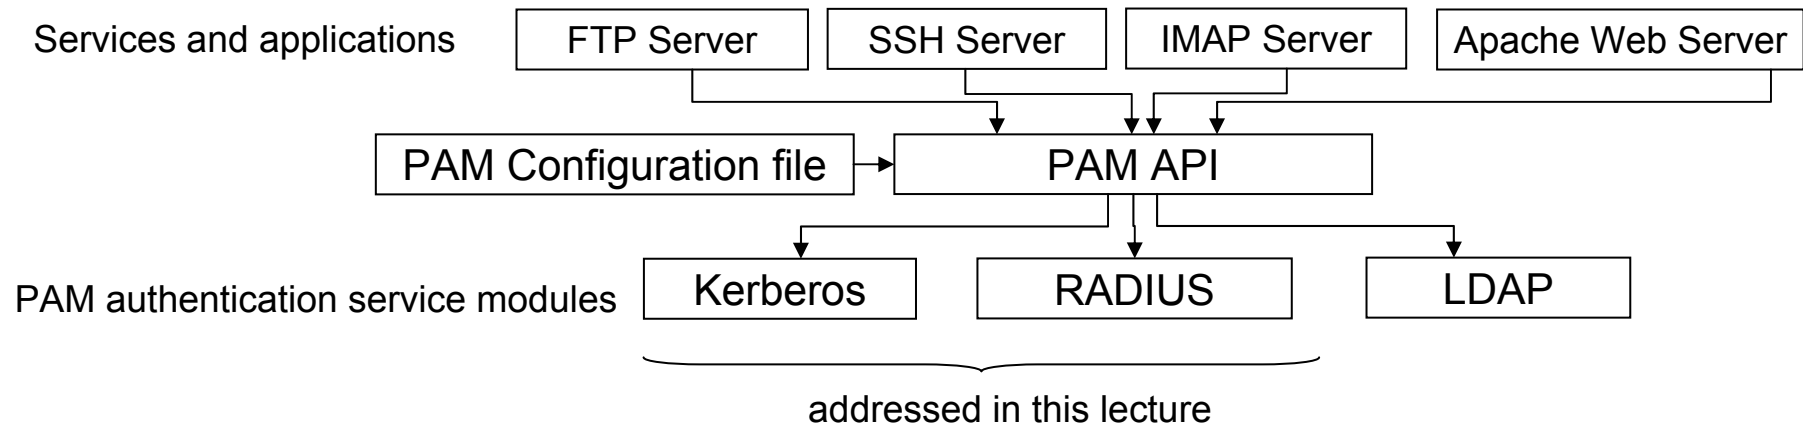 Services and applications
FTP Server
SSH Server
IMAP Server
Apache Web Server
PAM Configuration file
PAM API
PAM authentication service modules
Kerberos
RADIUS
LDAP
addressed in this lecture